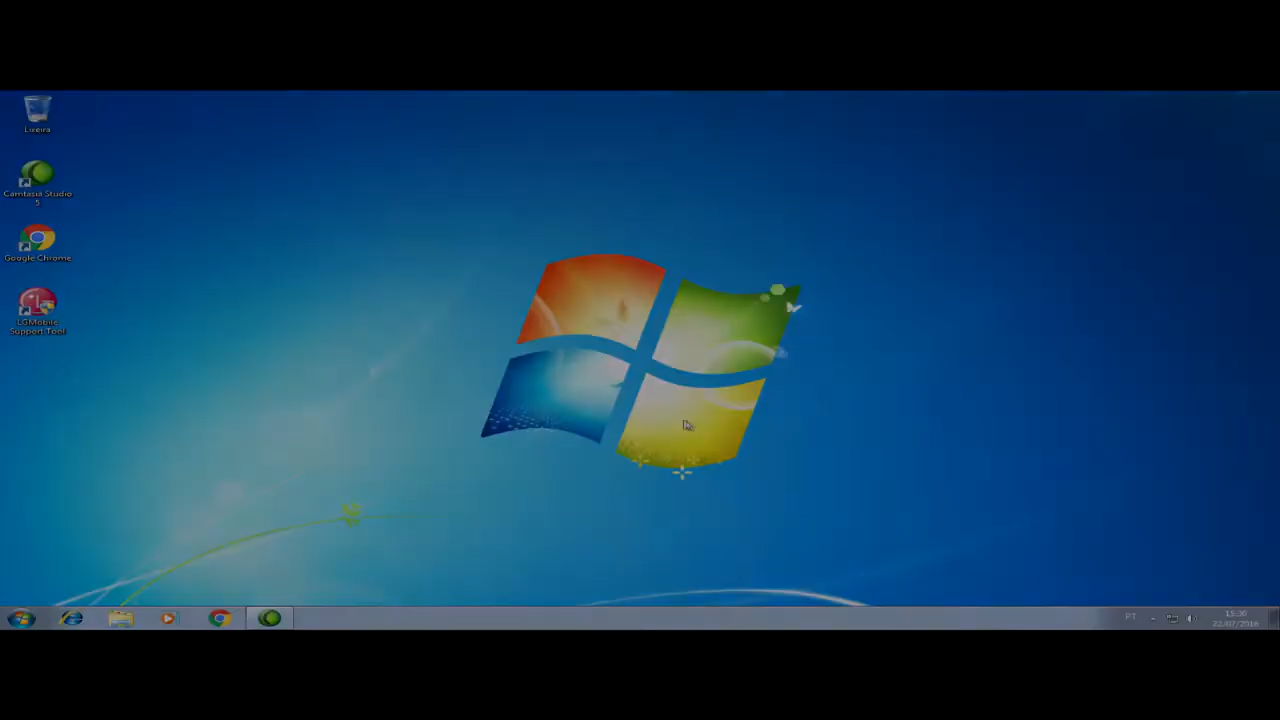 Lixeira
Camtasia Studio
5
Google Chrome
LGMobile
Support Tool
PT
15:30
22/07/2016